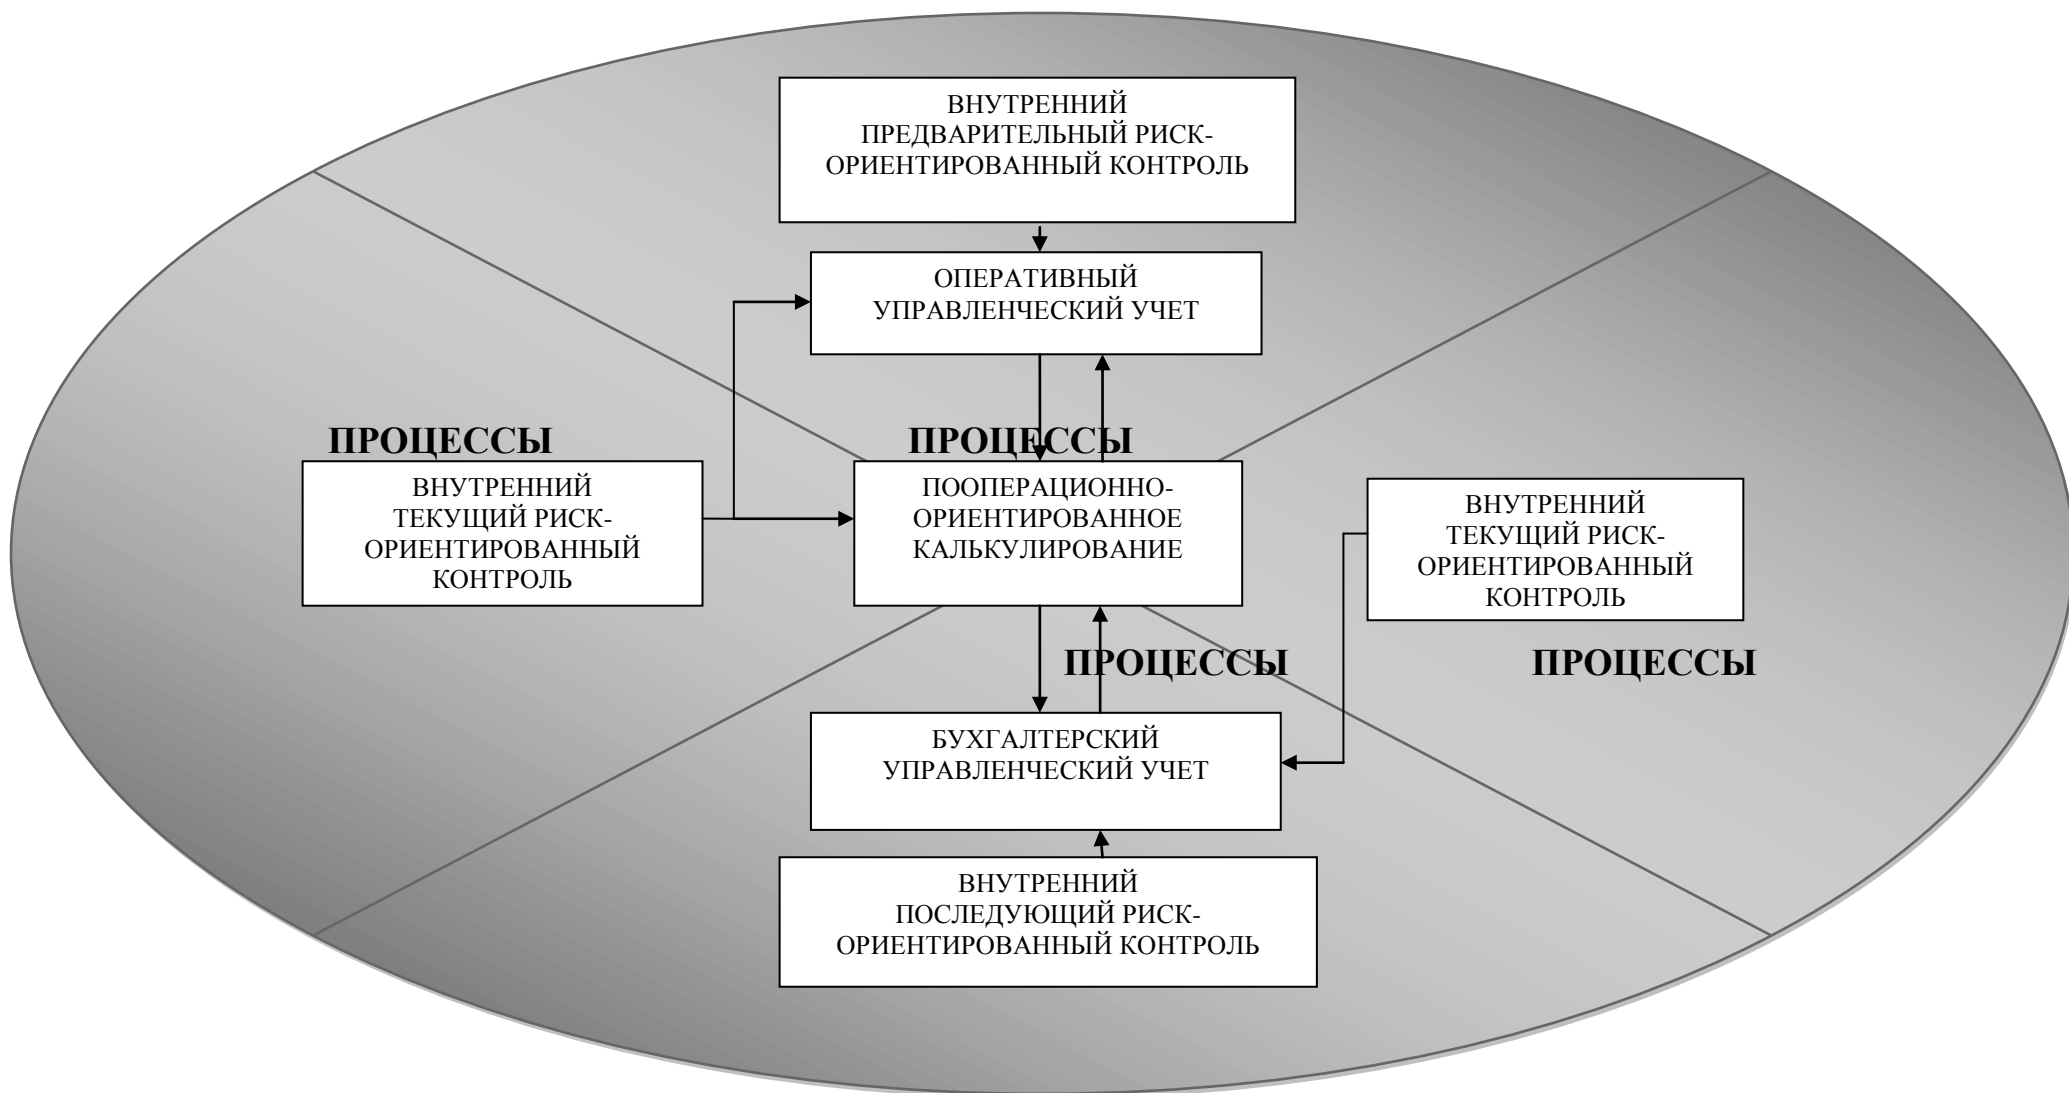 ВНУТРЕННИЙ
ПРЕДВАРИТЕЛЬНЫЙ РИСК-
ОРИЕНТИРОВАННЫЙ КОНТРОЛЬ
ОПЕРАТИВНЫЙ
УПРАВЛЕНЧЕСКИЙ УЧЕТ
ПРОЦЕССЫ
ПРОЦЕССЫ
ВНУТРЕННИЙ
ТЕКУЩИЙ РИСК-
ОРИЕНТИРОВАННЫЙ
КОНТРОЛЬ
ПООПЕРАЦИОННО-
ОРИЕНТИРОВАННОЕ
КАЛЬКУЛИРОВАНИЕ
ВНУТРЕННИЙ
ТЕКУЩИЙ РИСК-
ОРИЕНТИРОВАННЫЙ
КОНТРОЛЬ
ПРОЦЕССЫ
ПРОЦЕССЫ
БУХГАЛТЕРСКИЙ
УПРАВЛЕНЧЕСКИЙ УЧЕТ
ВНУТРЕННИЙ
ПОСЛЕДУЮЩИЙ РИСК-
ОРИЕНТИРОВАННЫЙ КОНТРОЛЬ